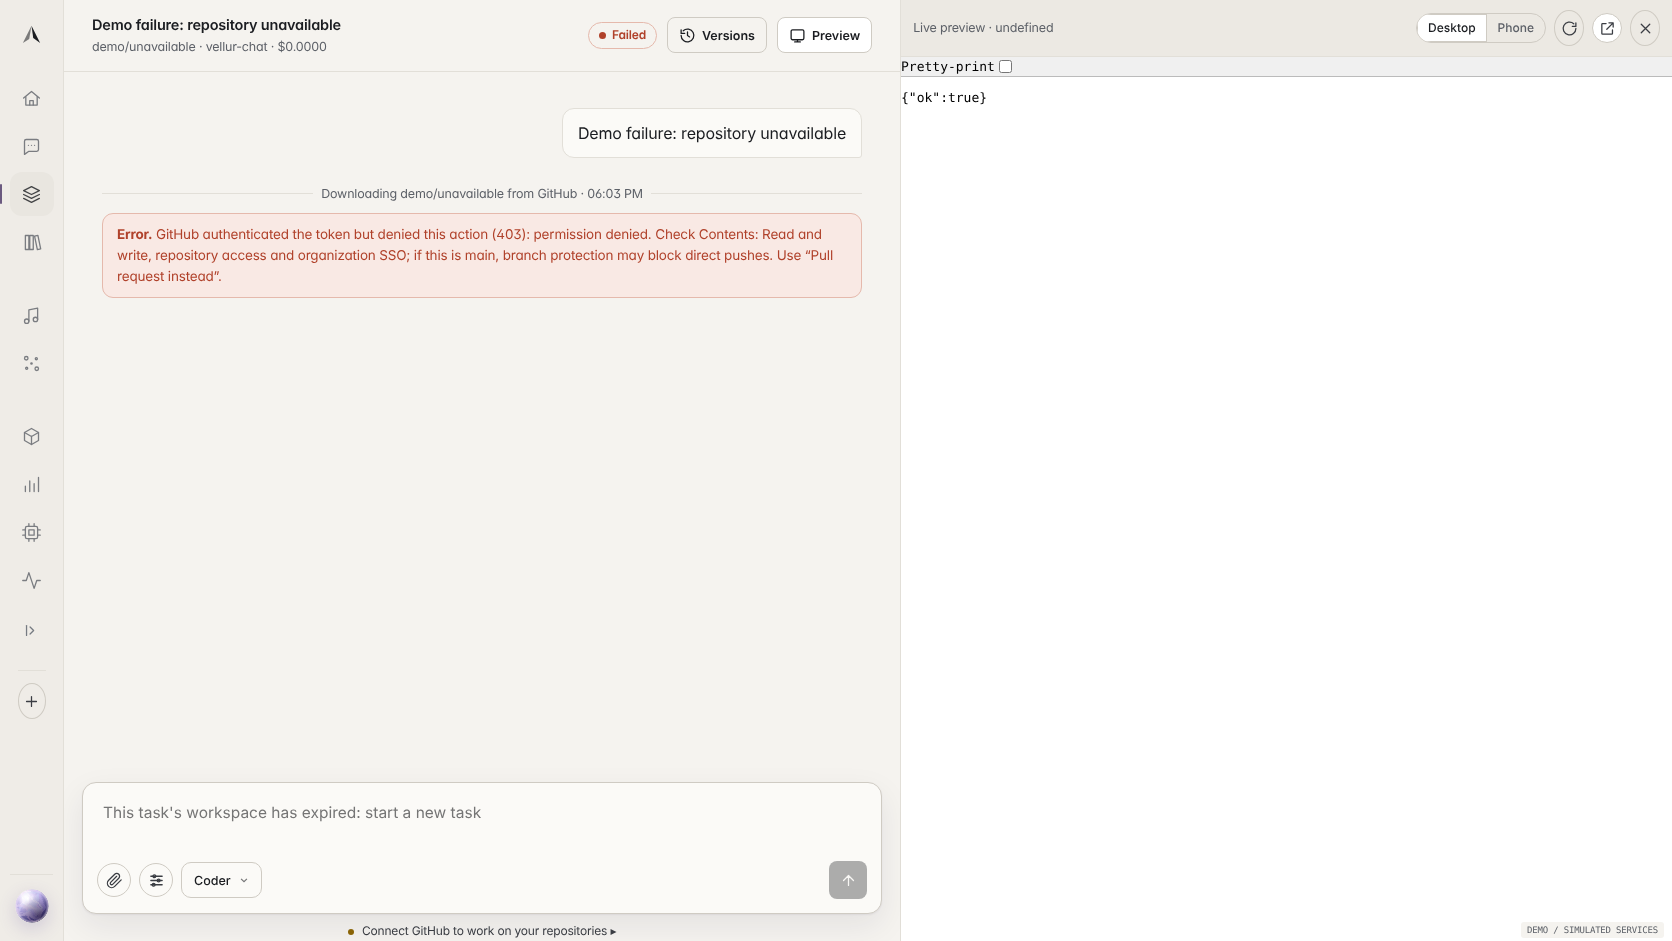 Demo failure: repository unavailable
demo/unavailable · vellur-chat · $0.0000
Failed
Versions
Preview
Live preview · undefined
Desktop
Phone
Pretty-print
{"ok":true}
Demo failure: repository unavailable
Downloading demo/unavailable from GitHub · 06:03 PM
Error. GitHub authenticated the token but denied this action (403): permission denied. Check Contents: Read and
write, repository access and organization SSO; if this is main, branch protection may block direct pushes. Use “Pull
request instead”.
This task's workspace has expired: start a new task
Coder
Connect GitHub to work on your repositories ▸
DEMO / SIMULATED SERVICES